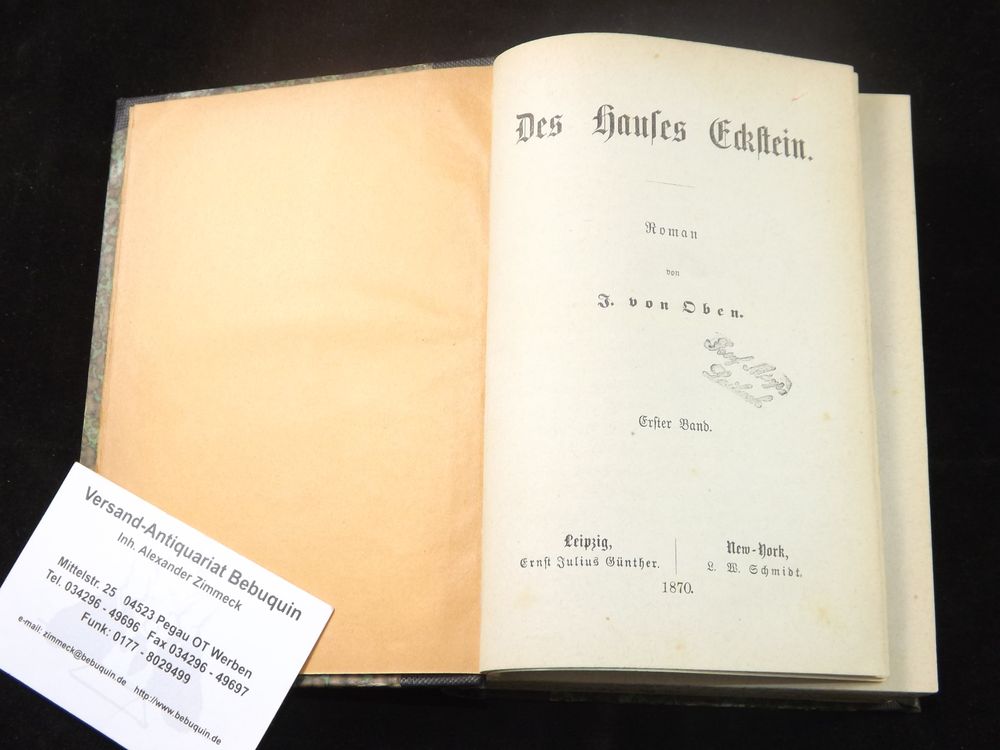 Des Hauses Eckstein.
Roman
von
J. von Oben.
Erster Band.
Leipzig,
Ernst Julius Günther.
New-York,
L. W. Schmidt.
1870.
Versand-Antiquariat Bebuquin
Inh. Alexander Zimmeck
Mittelstr. 25 04523 Pegau OT Werben
Tel. 034296 - 49696 Fax 034296 - 49697
Funk: 0177 - 8029499
e-mail: zimmeck@bebuquin.de http://www.bebuquin.de